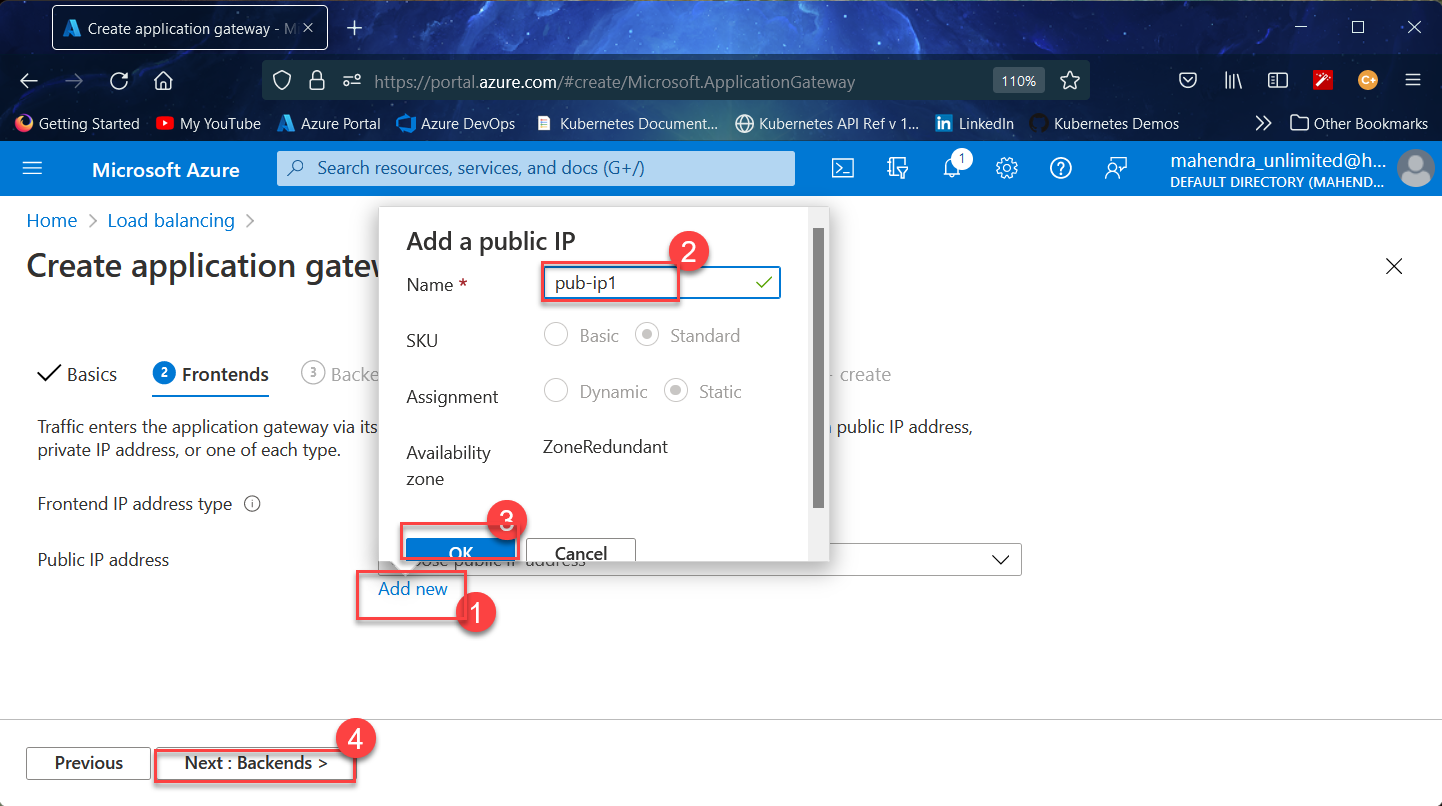 Create application gateway - M
https://portal.azure.com/#create/Microsoft.ApplicationGateway
110%
Getting Started
My YouTube
Azure Portal
Azure DevOps
Kubernetes Document...
Kubernetes API Ref v 1...
LinkedIn
Kubernetes Demos
Other Bookmarks
Microsoft Azure
Search resources, services, and docs (G+/)
1
mahendra_unlimited@h...
DEFAULT DIRECTORY (MAHEND...
Home > Load balancing >
Create application gatew
Add a public IP
2
Name *
pub-ip1
SKU
Basic
Standard
Assignment
Dynamic
Static
Availability
zone
ZoneRedundant
3
OK
Cancel
Basics
2 Frontends
3 Backe
create
Traffic enters the application gateway via its
public IP address,
private IP address, or one of each type.
Frontend IP address type
Public IP address
public IP address
Add new
1
Previous
Next : Backends >
4